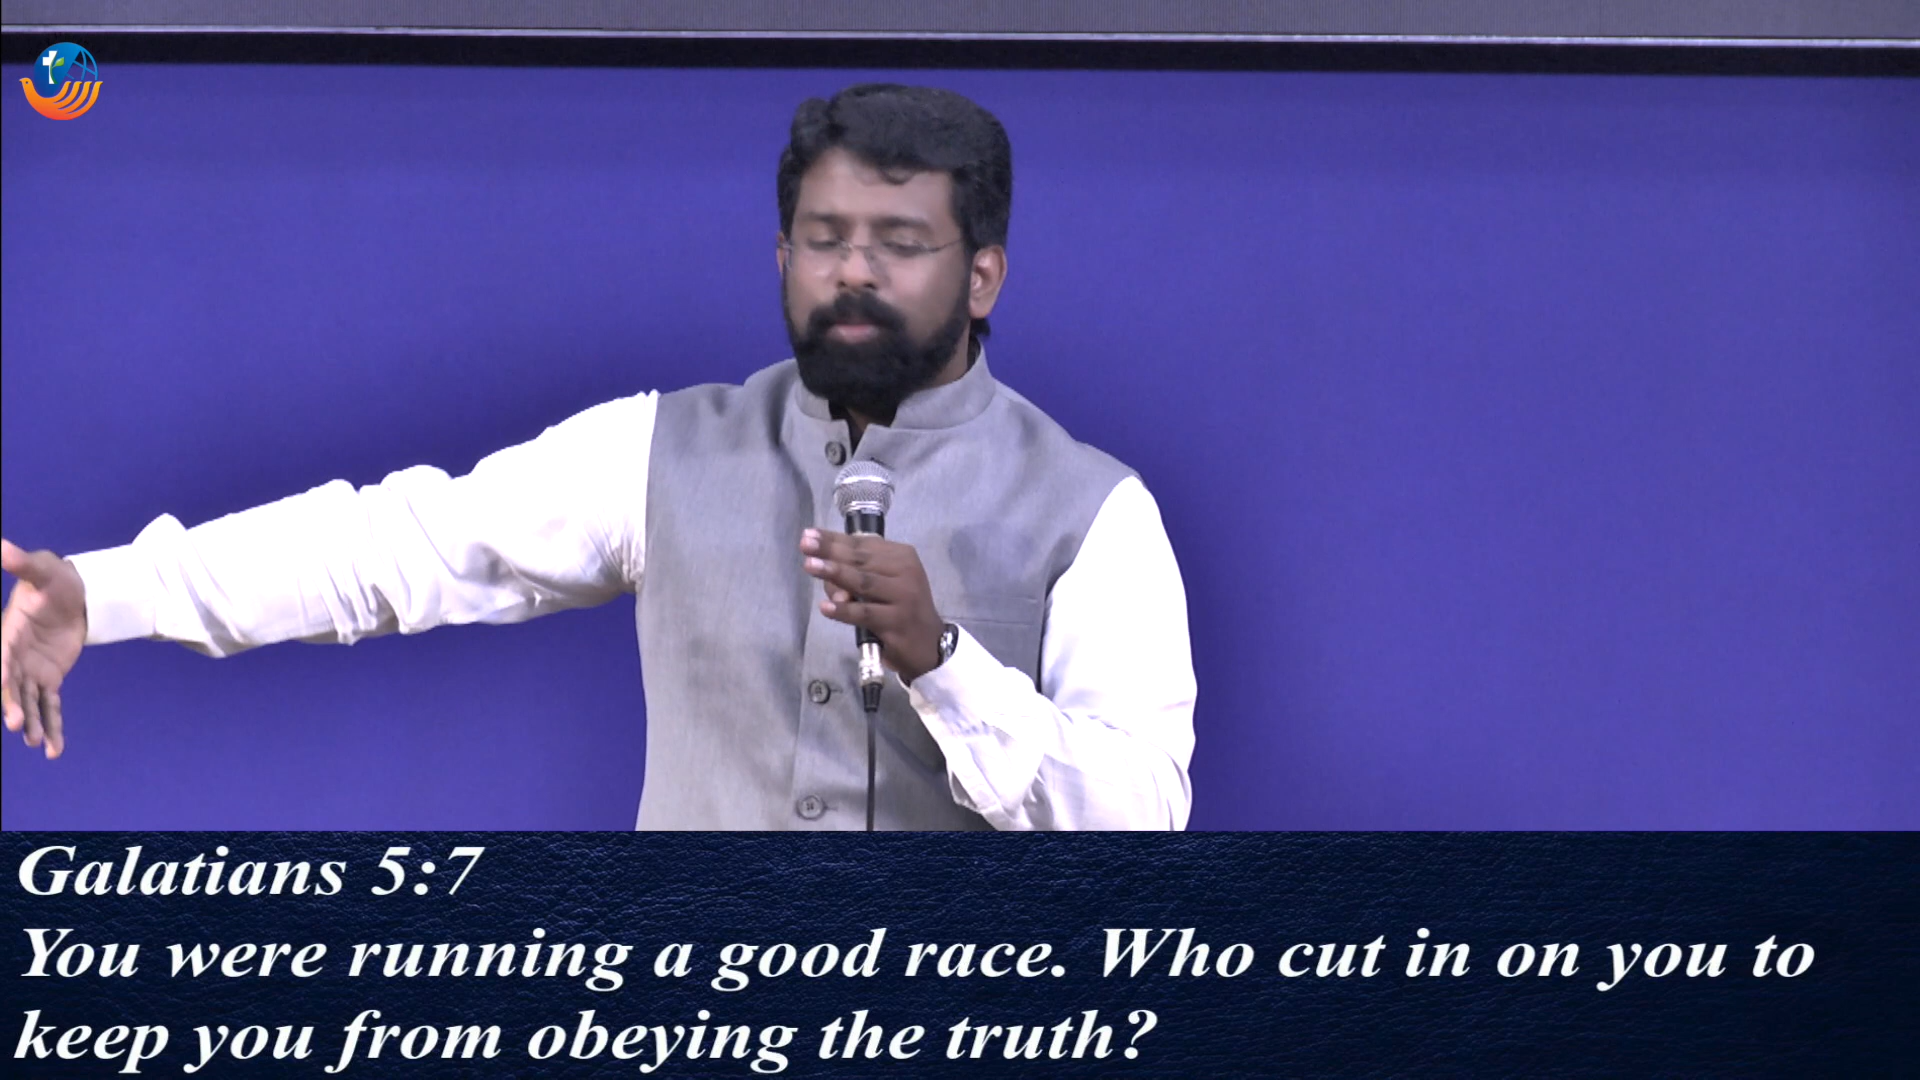 Galatians 5:7
You were running a good race. Who cut in on you to
keep you from obeying the truth?